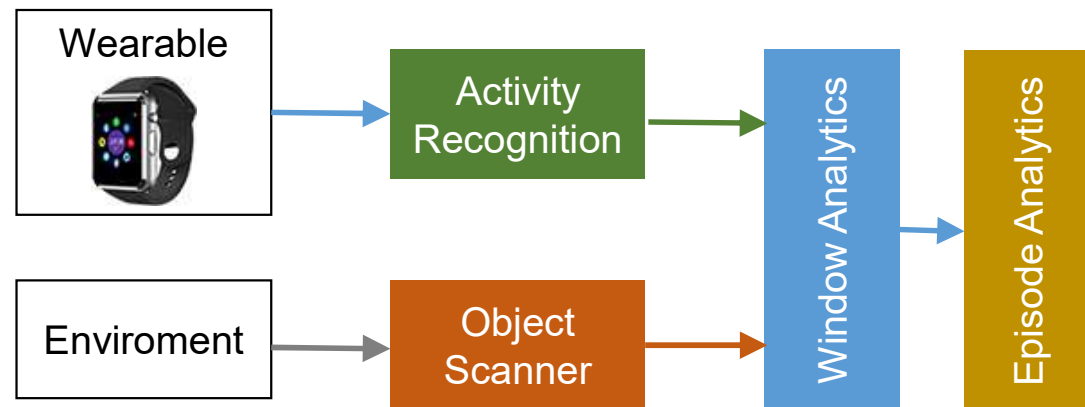 Wearable
Activity
Recognition
Enviroment
Object
Scanner
Window Analytics
Episode Analytics